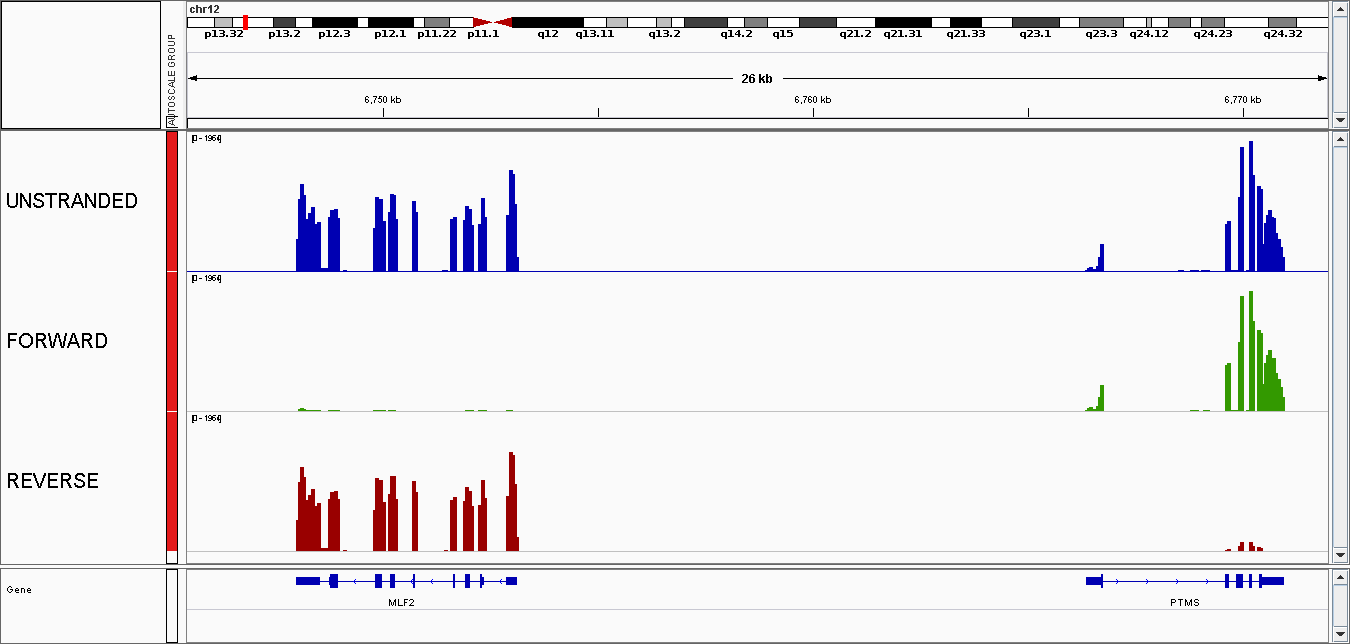 chr12
p13.32 p13.2 p12.3 p12.1 p11.22 p11.1 q12 q13.11 q13.2 q14.2 q15 q21.2 q21.31 q21.33 q23.1 q23.3 q24.12 q24.23 q24.32
[A]UTOSCALE GROUP
26 kb
6,750 kb 6,760 kb 6,770 kb
[0 - 1964]
UNSTRANDED
[0 - 1964]
FORWARD
[0 - 1964]
REVERSE
Gene
MLF2 PTMS